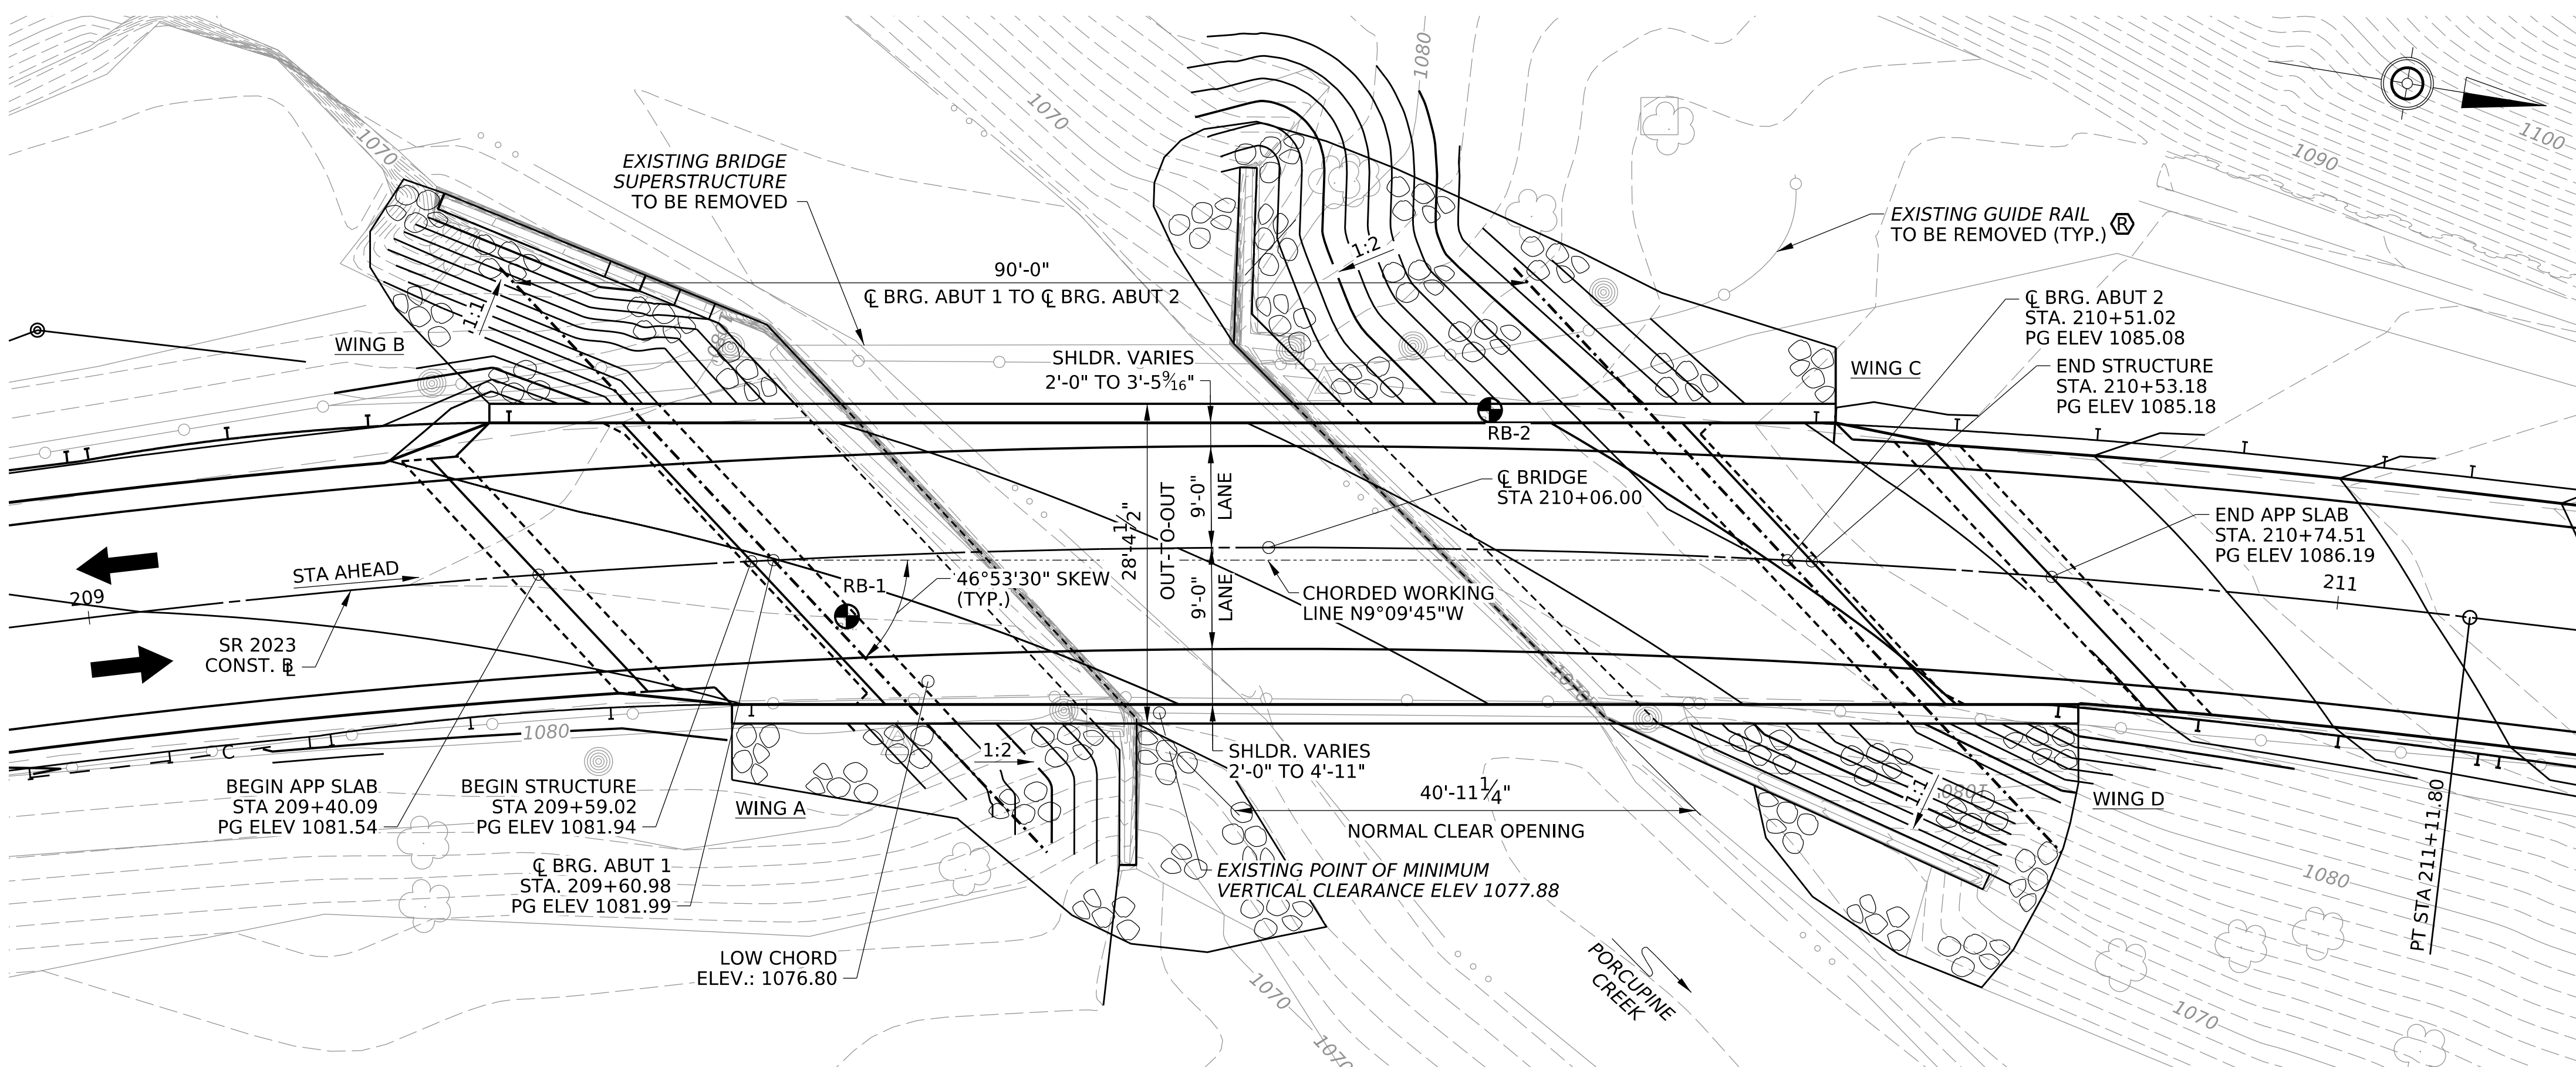 1070
1070
1080
1090
1100
EXISTING BRIDGE
SUPERSTRUCTURE
TO BE REMOVED
EXISTING GUIDE RAIL
TO BE REMOVED (TYP.) R
1:2
90'-0"
℄ BRG. ABUT 1 TO ℄ BRG. ABUT 2
1:1
WING B
SHLDR. VARIES
2'-0" TO 3'-5 9/16"
WING C
℄ BRG. ABUT 2
STA. 210+51.02
PG ELEV 1085.08
END STRUCTURE
STA. 210+53.18
PG ELEV 1085.18
RB-2
℄ BRIDGE
STA 210+06.00
28'-4 1/2"
OUT-TO-OUT
9'-0"
LANE
9'-0"
LANE
END APP SLAB
STA. 210+74.51
PG ELEV 1086.19
STA AHEAD
209
211
RB-1
46°53'30" SKEW
(TYP.)
CHORDED WORKING
LINE N9°09'45"W
SR 2023
CONST. ⅊
1080
C
1070
BEGIN APP SLAB
STA 209+40.09
PG ELEV 1081.54
BEGIN STRUCTURE
STA 209+59.02
PG ELEV 1081.94
1:2
WING A
SHLDR. VARIES
2'-0" TO 4'-11"
40'-11 1/4"
NORMAL CLEAR OPENING
1:1
1080
WING D
PT STA 211+11.80
℄ BRG. ABUT 1
STA. 209+60.98
PG ELEV 1081.99
EXISTING POINT OF MINIMUM
VERTICAL CLEARANCE ELEV 1077.88
1080
LOW CHORD
ELEV.: 1076.80
PORCUPINE
CREEK
1070
1070
1070